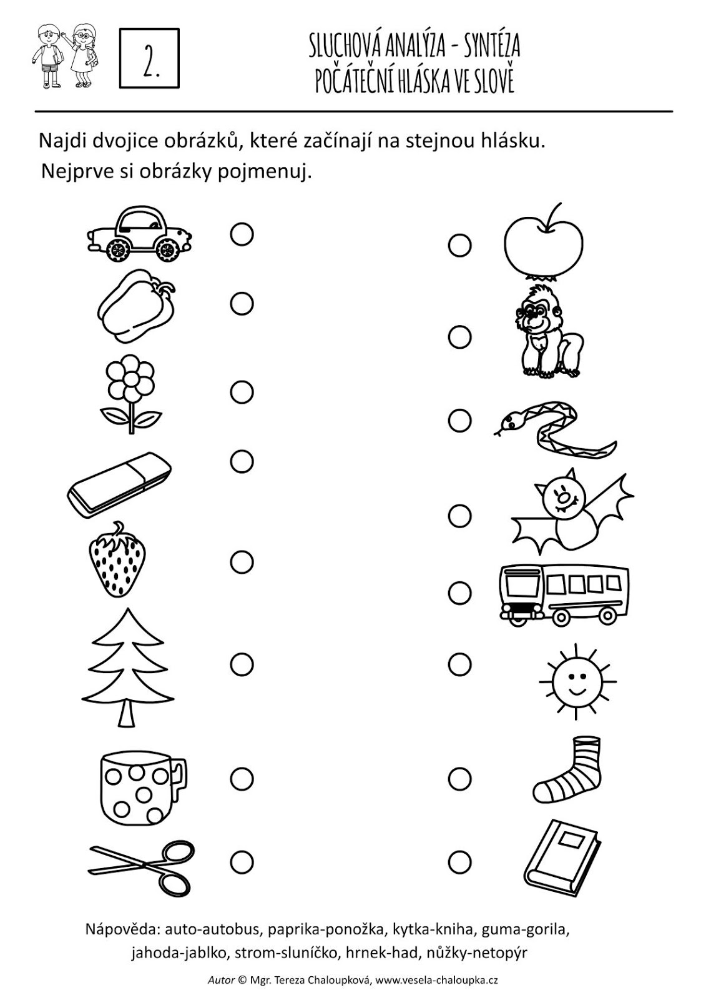 2.
SLUCHOVÁ ANALÝZA - SYNTÉZA
POČÁTEČNÍ HLÁSKA VE SLOVĚ
Najdi dvojice obrázků, které začínají na stejnou hlásku.
Nejprve si obrázky pojmenuj.
Nápověda: auto-autobus, paprika-ponožka, kytka-kniha, guma-gorila,
jahoda-jablko, strom-sluníčko, hrnek-had, nůžky-netopýr
Autor © Mgr. Tereza Chaloupková, www.vesela-chaloupka.cz